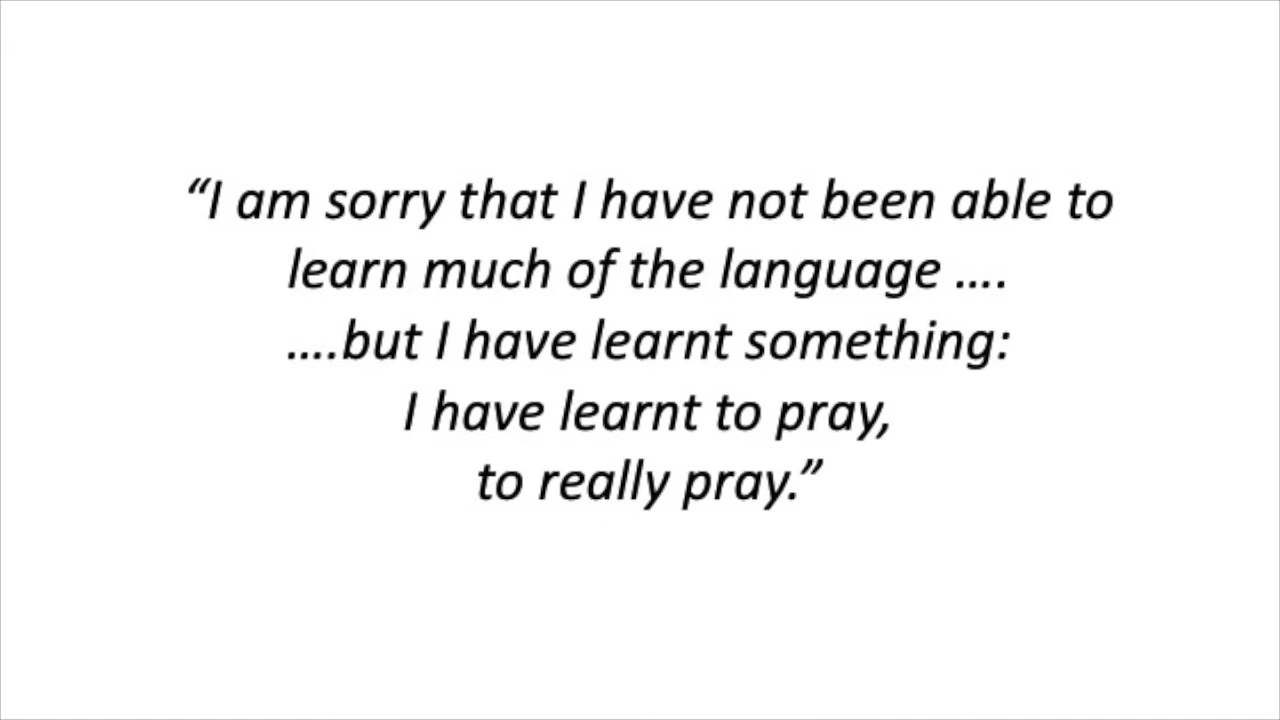 “I am sorry that I have not been able to
learn much of the language ….
….but I have learnt something:
I have learnt to pray,
to really pray.”